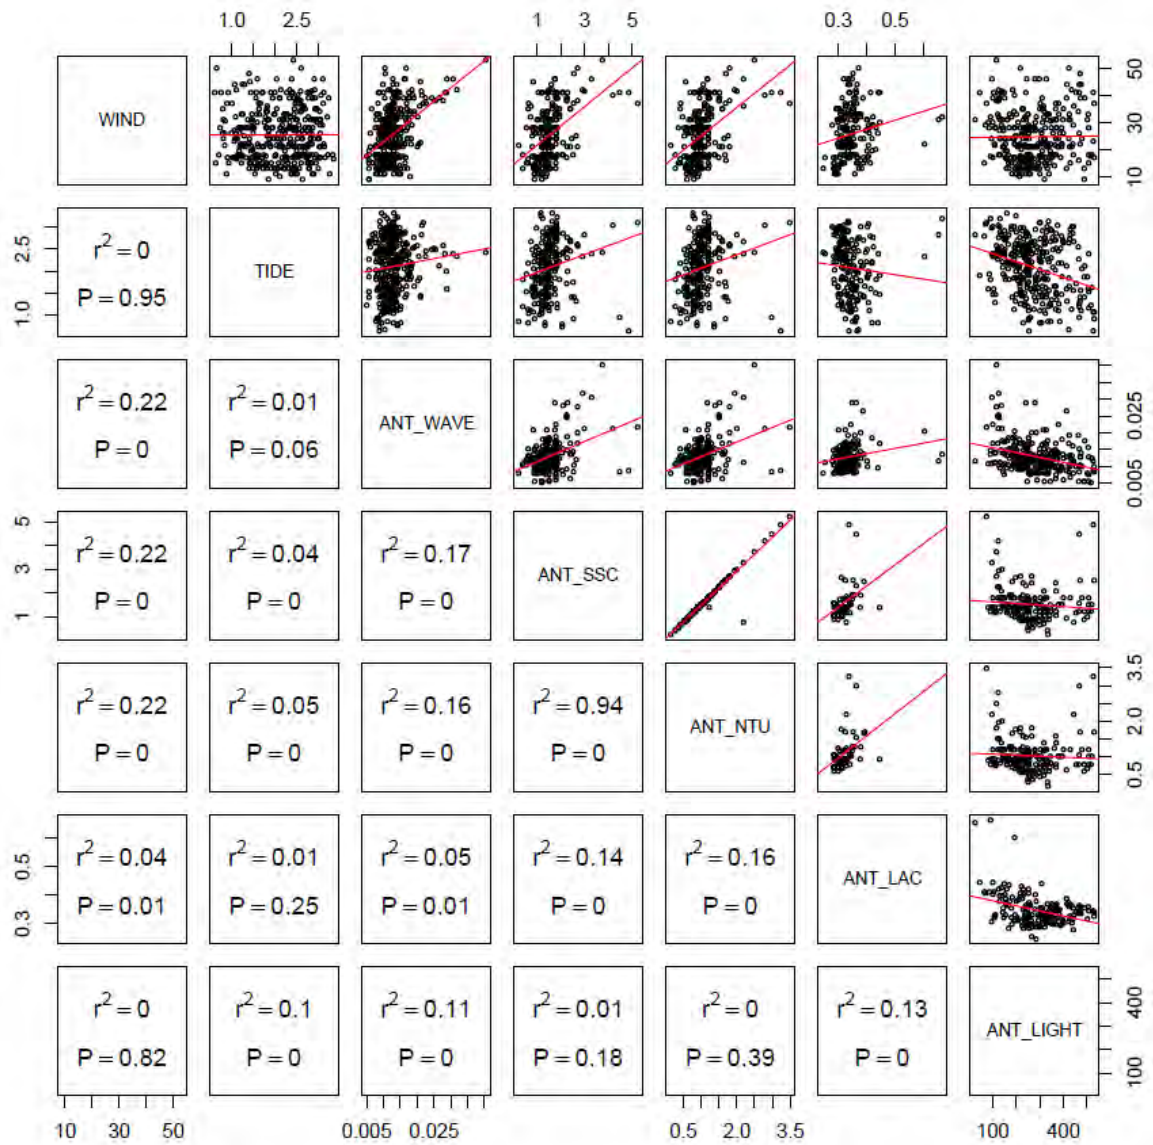 1.0 2.5 1 3 5 0.3 0.5
WIND 10 30 50
1.0 2.5 r² = 0 TIDE
P = 0.95
r² = 0.22 r² = 0.01 ANT_WAVE 0.005 0.025
P = 0 P = 0.06
1 3 5 r² = 0.22 r² = 0.04 r² = 0.17 ANT_SSC
P = 0 P = 0 P = 0
r² = 0.22 r² = 0.05 r² = 0.16 r² = 0.94 ANT_NTU 0.5 2.0 3.5
P = 0 P = 0 P = 0 P = 0
0.3 0.5 r² = 0.04 r² = 0.01 r² = 0.05 r² = 0.14 r² = 0.16 ANT_LAC
P = 0.01 P = 0.25 P = 0.01 P = 0 P = 0
r² = 0 r² = 0.1 r² = 0.11 r² = 0.01 r² = 0 r² = 0.13 ANT_LIGHT 100 400
P = 0.82 P = 0 P = 0 P = 0.18 P = 0.39 P = 0
10 30 50 0.005 0.025 0.5 2.0 3.5 100 400